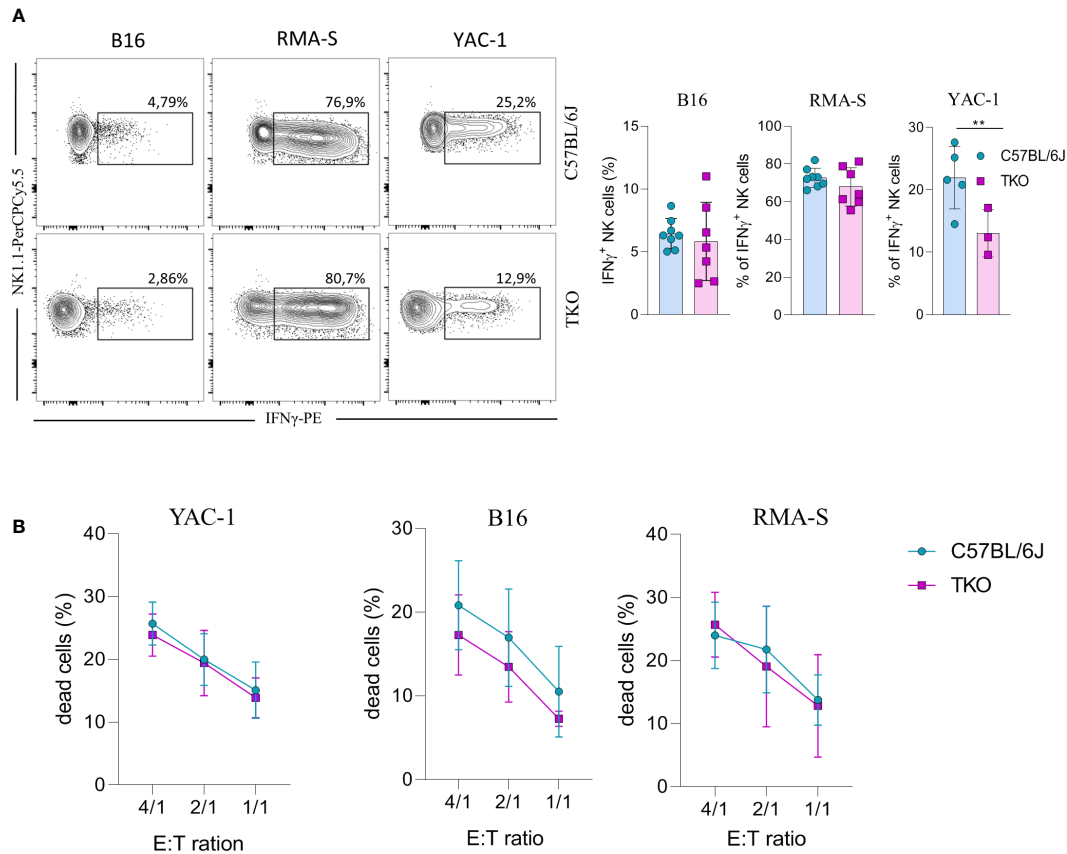 A
B16 RMA-S YAC-1
4,79% 76,9% 25,2%
C57BL/6J
2,86% 80,7% 12,9%
TKO
NK1.1-PerCPCy5.5
IFNγ-PE
B16
IFNγ+ NK cells (%)
15
10
5
0
RMA-S
% of IFNγ+ NK cells
100
80
60
40
20
0
YAC-1
% of IFNγ+ NK cells
30
20
10
0
**
C57BL/6J
TKO
B
YAC-1
dead cells (%)
40
30
20
10
0
4/1 2/1 1/1
E:T ration
B16
dead cells (%)
30
20
10
0
4/1 2/1 1/1
E:T ratio
RMA-S
dead cells (%)
40
30
20
10
0
4/1 2/1 1/1
E:T ratio
C57BL/6J
TKO